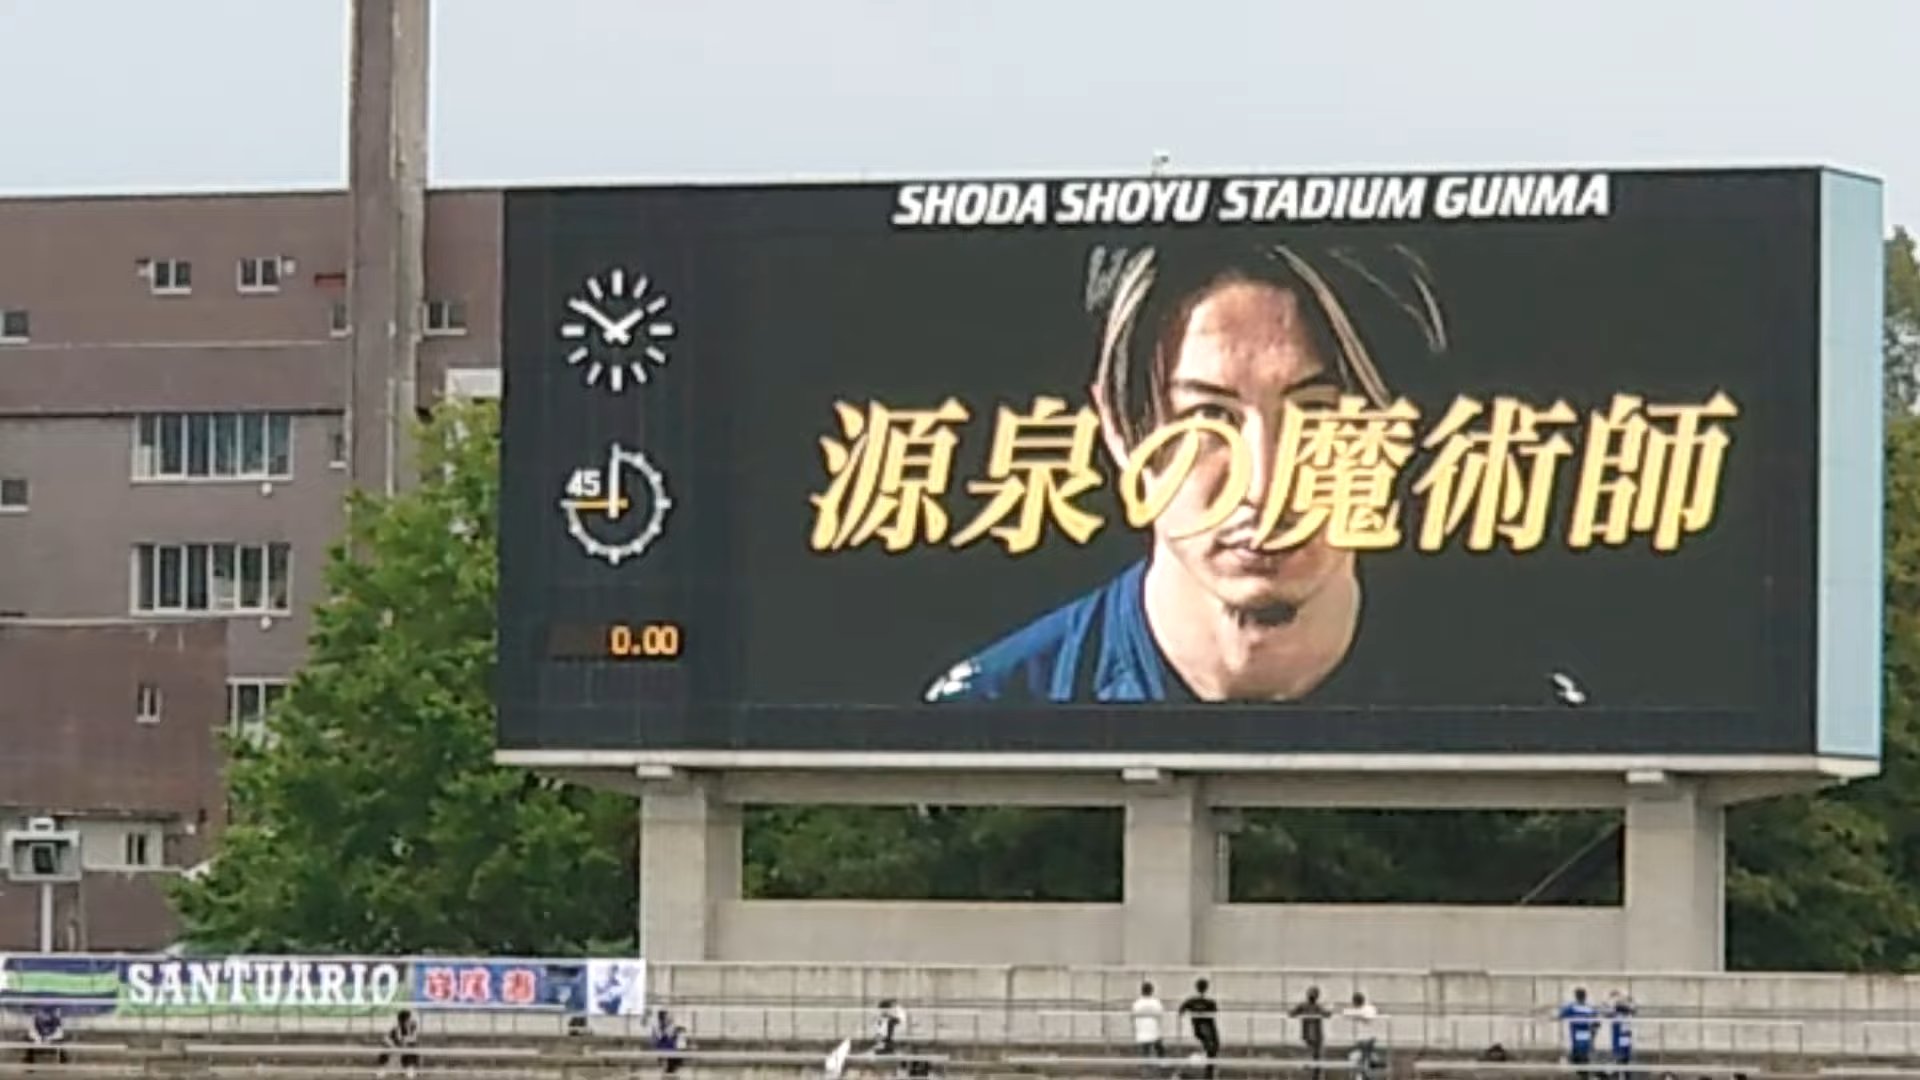 SHODA SHOYU STADIUM GUNMA
源泉の魔術師
45
0.00
SANTUARIO